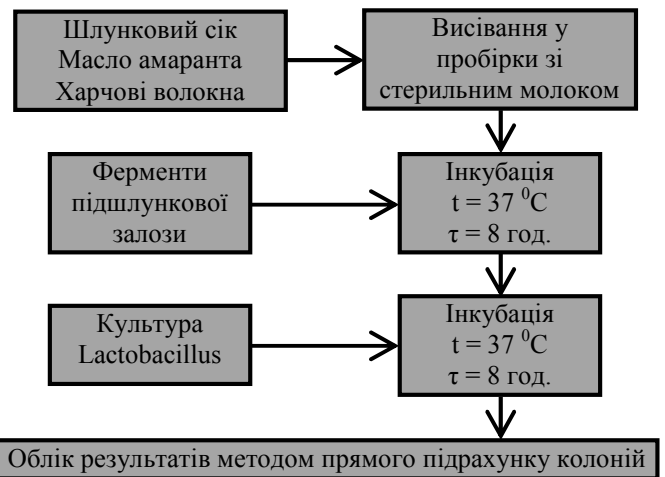 Шлунковий сік
Масло амаранта
Харчові волокна
Висівання у
пробірки зі
стерильним молоком
Ферменти
підшлункової
залози
Інкубація
t = 37 ⁰C
τ = 8 год.
Культура
Lactobacillus
Інкубація
t = 37 ⁰C
τ = 8 год.
Облік результатів методом прямого підрахунку колоній